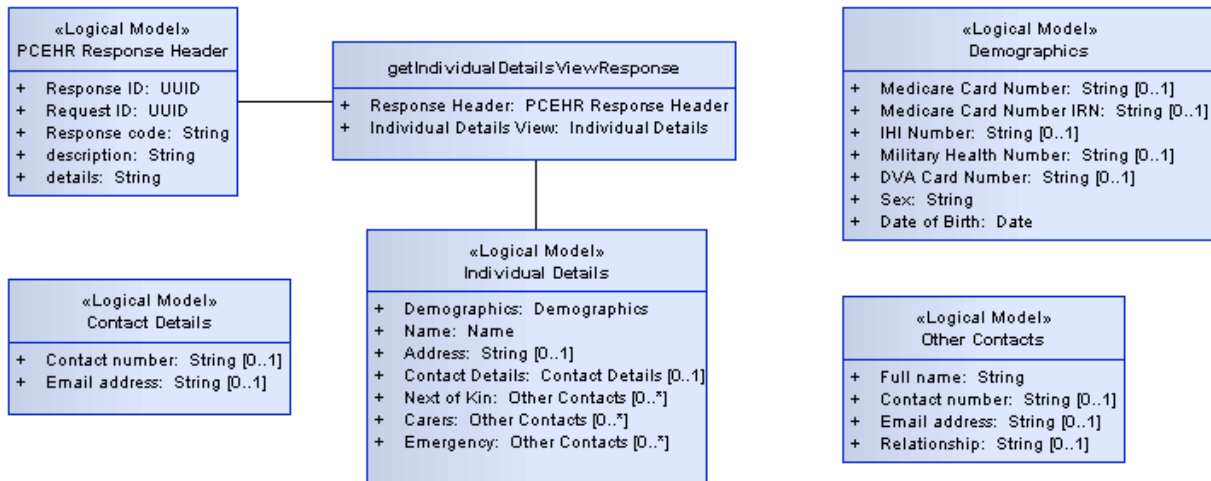 «Logical Model»
PCEHR Response Header
+ Response ID: UUID
+ Request ID: UUID
+ Response code: String
+ description: String
+ details: String
getIndividualDetailsViewResponse
+ Response Header: PCEHR Response Header
+ Individual Details View: Individual Details
«Logical Model»
Demographics
+ Medicare Card Number: String [0..1]
+ Medicare Card Number IRN: String [0..1]
+ IHI Number: String [0..1]
+ Military Health Number: String [0..1]
+ DVA Card Number: String [0..1]
+ Sex: String
+ Date of Birth: Date
«Logical Model»
Contact Details
+ Contact number: String [0..1]
+ Email address: String [0..1]
«Logical Model»
Individual Details
+ Demographics: Demographics
+ Name: Name
+ Address: String [0..1]
+ Contact Details: Contact Details [0..1]
+ Next of Kin: Other Contacts [0..*]
+ Carers: Other Contacts [0..*]
+ Emergency: Other Contacts [0..*]
«Logical Model»
Other Contacts
+ Full name: String
+ Contact number: String [0..1]
+ Email address: String [0..1]
+ Relationship: String [0..1]